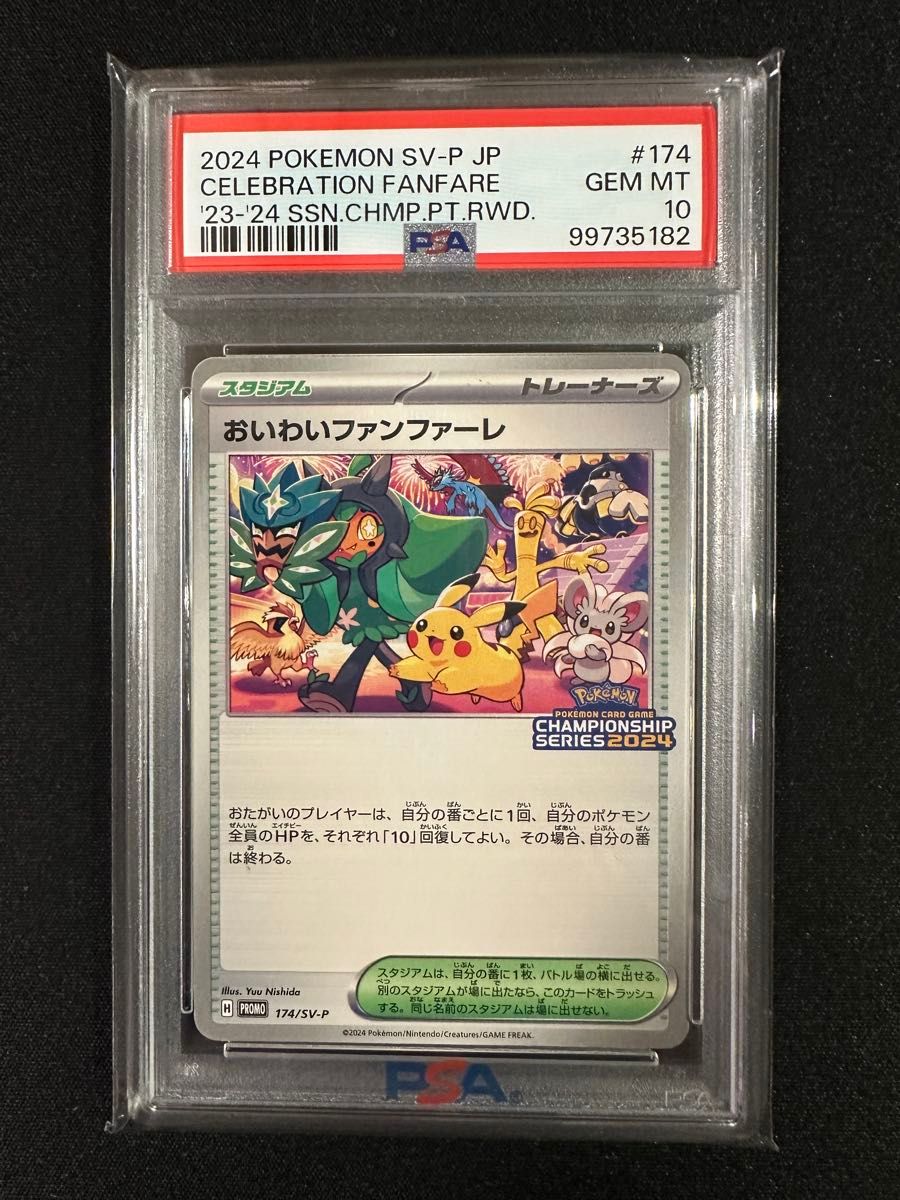 2024 POKEMON SV-P JP #174
CELEBRATION FANFARE GEM MT
'23-'24 SSN.CHMP.PT.RWD. 10
PSA 99735182
スタジアム トレーナーズ
おいわいファンファーレ
Pokémon
POKÉMON CARD GAME
CHAMPIONSHIP
SERIES 2024
おたがいのプレイヤーは、自分の番ごとに1回、自分のポケモン
全員のHPを、それぞれ「10」回復してよい。その場合、自分の番
は終わる。
スタジアムは、自分の番に1枚、バトル場の横に出せる。
別のスタジアムが場に出たなら、このカードをトラッシュ
する。同じ名前のスタジアムは場に出せない。
Illus. Yuu Nishida
H PROMO 174/SV-P
©2024 Pokémon/Nintendo/Creatures/GAME FREAK.
PSA
PSA